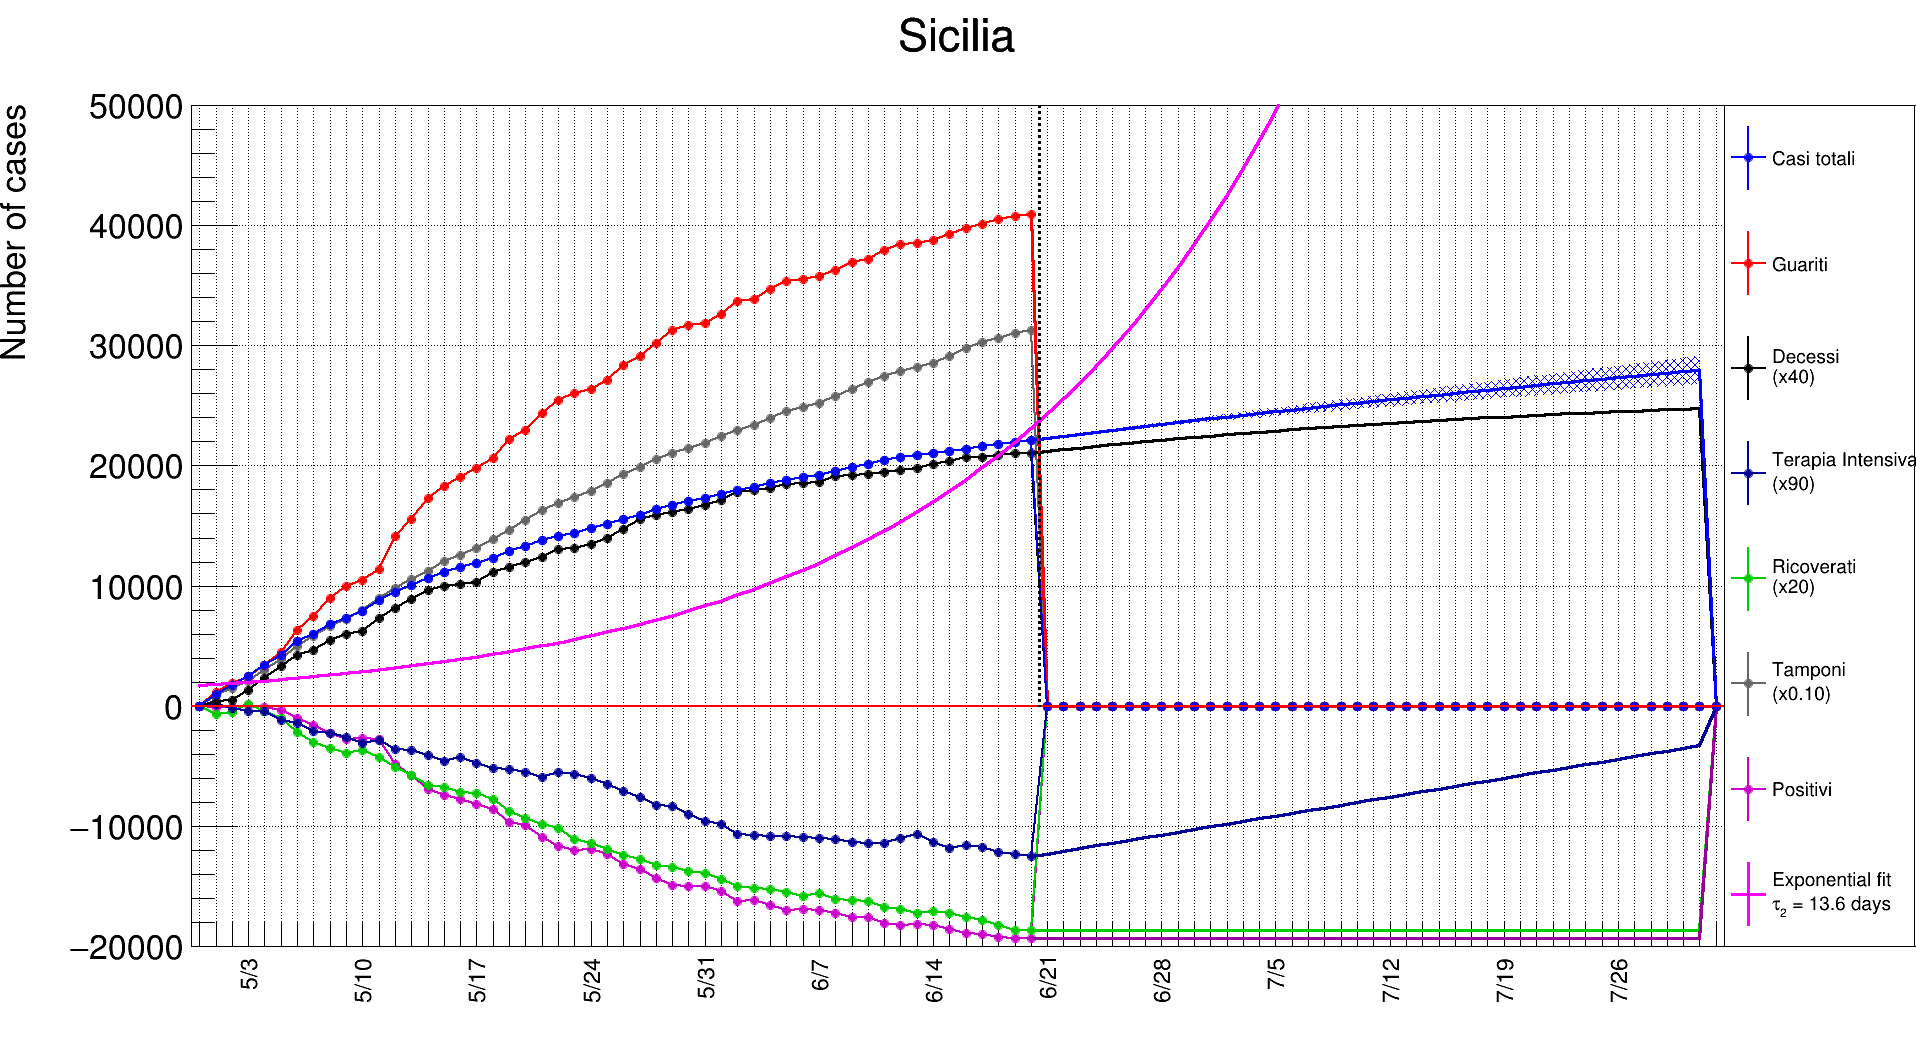 Sicilia
Number of cases
50000
40000
30000
20000
10000
0
−10000
−20000
5/3
5/10
5/17
5/24
5/31
6/7
6/14
6/21
6/28
7/5
7/12
7/19
7/26
Casi totali
Guariti
Decessi
(x40)
Terapia Intensiva
(x90)
Ricoverati
(x20)
Tamponi
(x0.10)
Positivi
Exponential fit
τ2 = 13.6 days